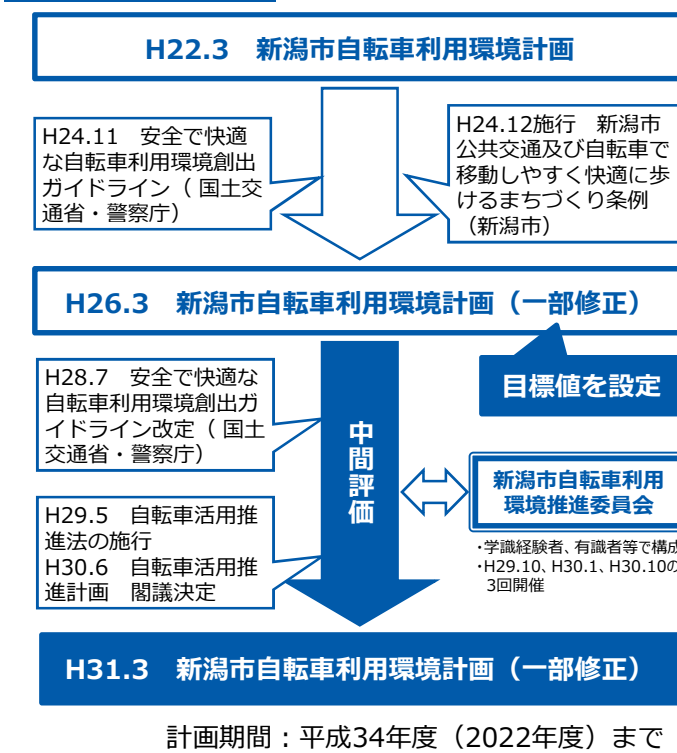 H22.3　新潟市自転車利用環境計画
H24.11　安全で快適
な自転車利用環境創出
ガイドライン（ 国土交
通省・警察庁）
H24.12施行　新潟市
公共交通及び自転車で
移動しやすく快適に歩
けるまちづくり条例
（新潟市）
H26.3　新潟市自転車利用環境計画（一部修正）
目標値を設定
H28.7　安全で快適な
自転車利用環境創出ガ
イドライン改定（ 国土
交通省・警察庁）
中間評価
新潟市自転車利用
環境推進委員会
・学識経験者、有識者等で構成
・H29.10、H30.1、H30.10の
3回開催
H29.5　自転車活用推
進法の施行
H30.6　自転車活用推
進計画　閣議決定
H31.3　新潟市自転車利用環境計画（一部修正）
計画期間：平成34年度（2022年度）まで